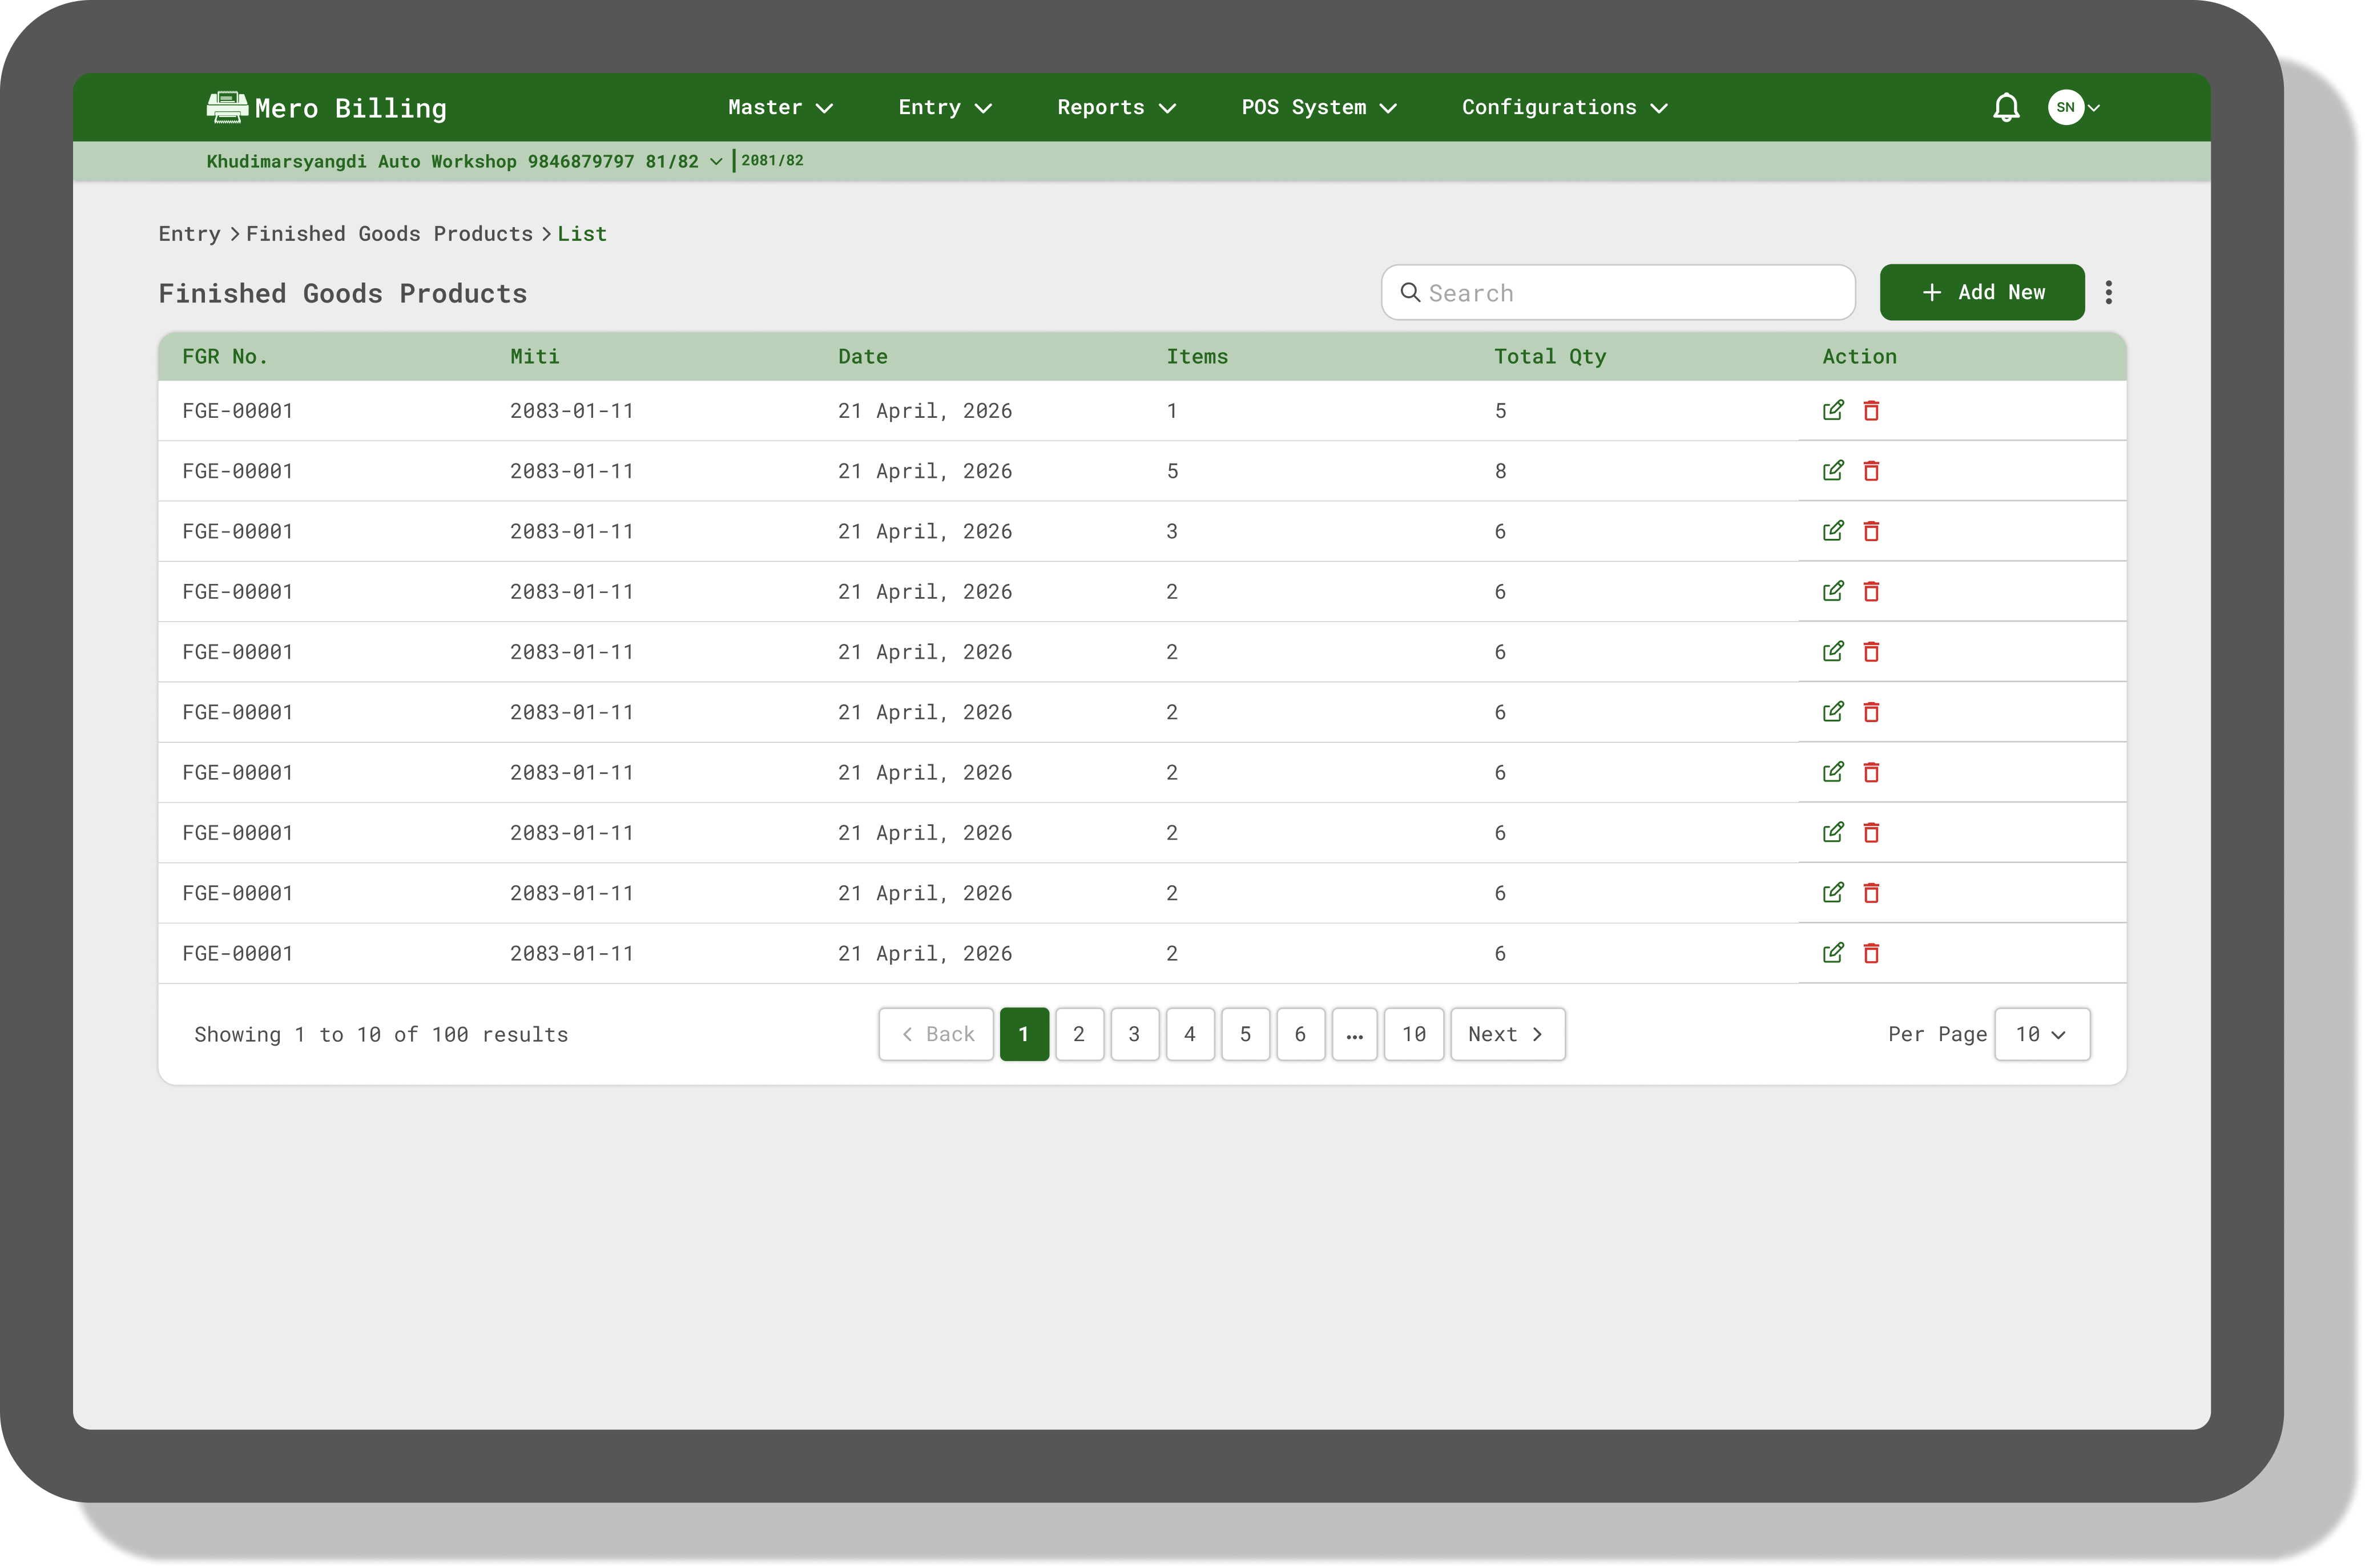 Mero Billing Master Entry Reports POS System Configurations SN
Khudimarsyangdi Auto Workshop 9846879797 81/82 2081/82
Entry > Finished Goods Products > List
Finished Goods Products Search + Add New
FGR No. Miti Date Items Total Qty Action
FGE-00001 2083-01-11 21 April, 2026 1 5
FGE-00001 2083-01-11 21 April, 2026 5 8
FGE-00001 2083-01-11 21 April, 2026 3 6
FGE-00001 2083-01-11 21 April, 2026 2 6
FGE-00001 2083-01-11 21 April, 2026 2 6
FGE-00001 2083-01-11 21 April, 2026 2 6
FGE-00001 2083-01-11 21 April, 2026 2 6
FGE-00001 2083-01-11 21 April, 2026 2 6
FGE-00001 2083-01-11 21 April, 2026 2 6
FGE-00001 2083-01-11 21 April, 2026 2 6
Showing 1 to 10 of 100 results < Back 1 2 3 4 5 6 ... 10 Next > Per Page 10